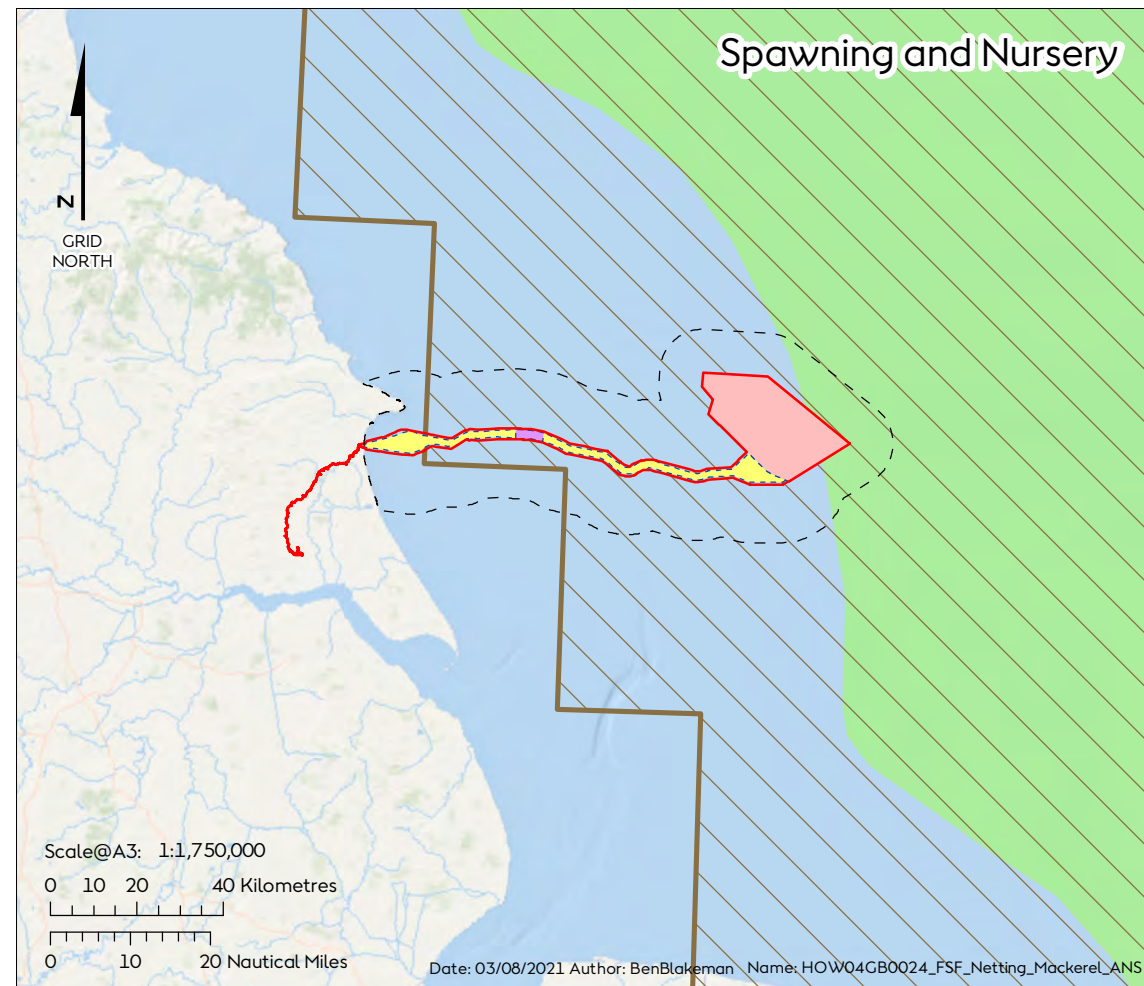 Spawning and Nursery
N
GRID
NORTH
Scale@A3: 1:1,750,000
0 10 20 40 Kilometres
0 10 20 Nautical Miles
Date: 03/08/2021 Author: BenBlakeman Name: HOW04GB0024_FSF_Netting_Mackerel_ANS